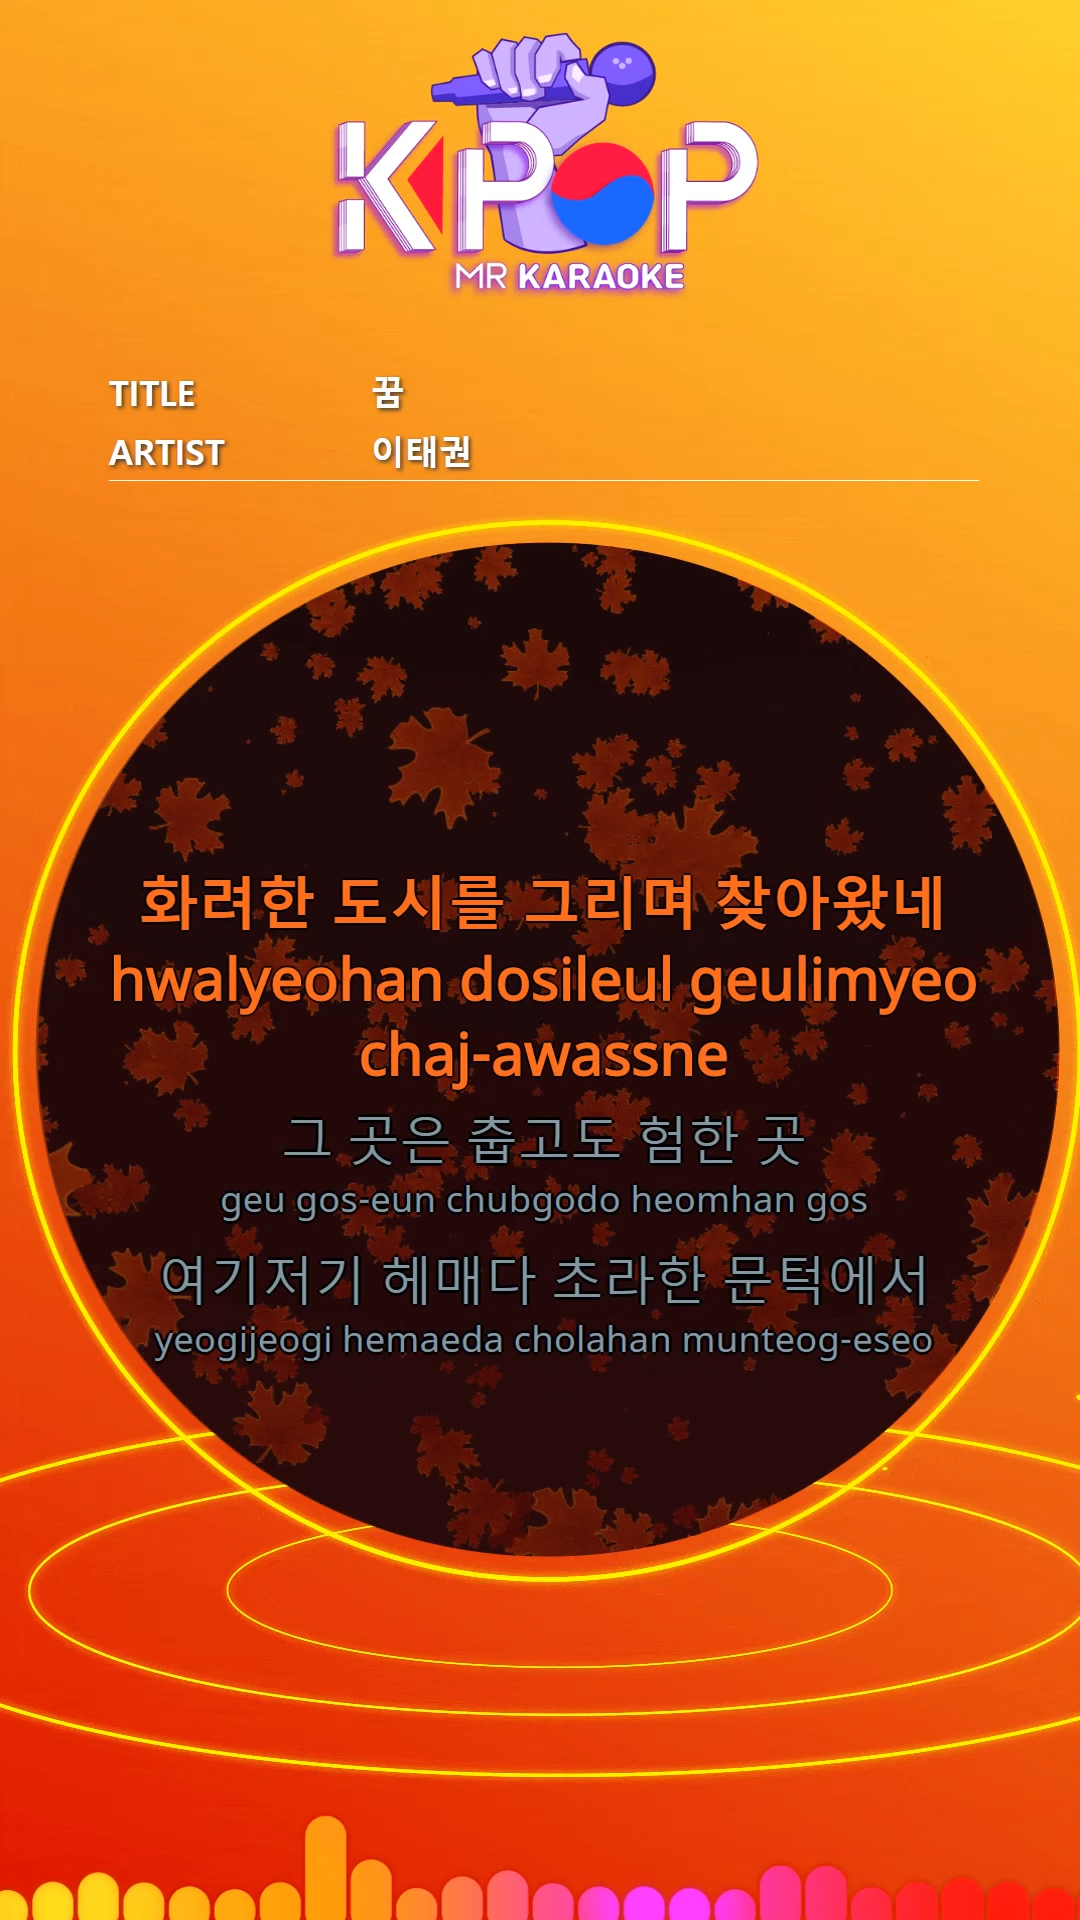 KPOP
MR KARAOKE
TITLE 꿈
ARTIST 이태권
화려한 도시를 그리며 찾아왔네
hwalyeohan dosileul geulimyeo
chaj-awassne
그 곳은 춥고도 험한 곳
geu gos-eun chubgodo heomhan gos
여기저기 헤매다 초라한 문턱에서
yeogijeogi hemaeda cholahan munteog-eseo